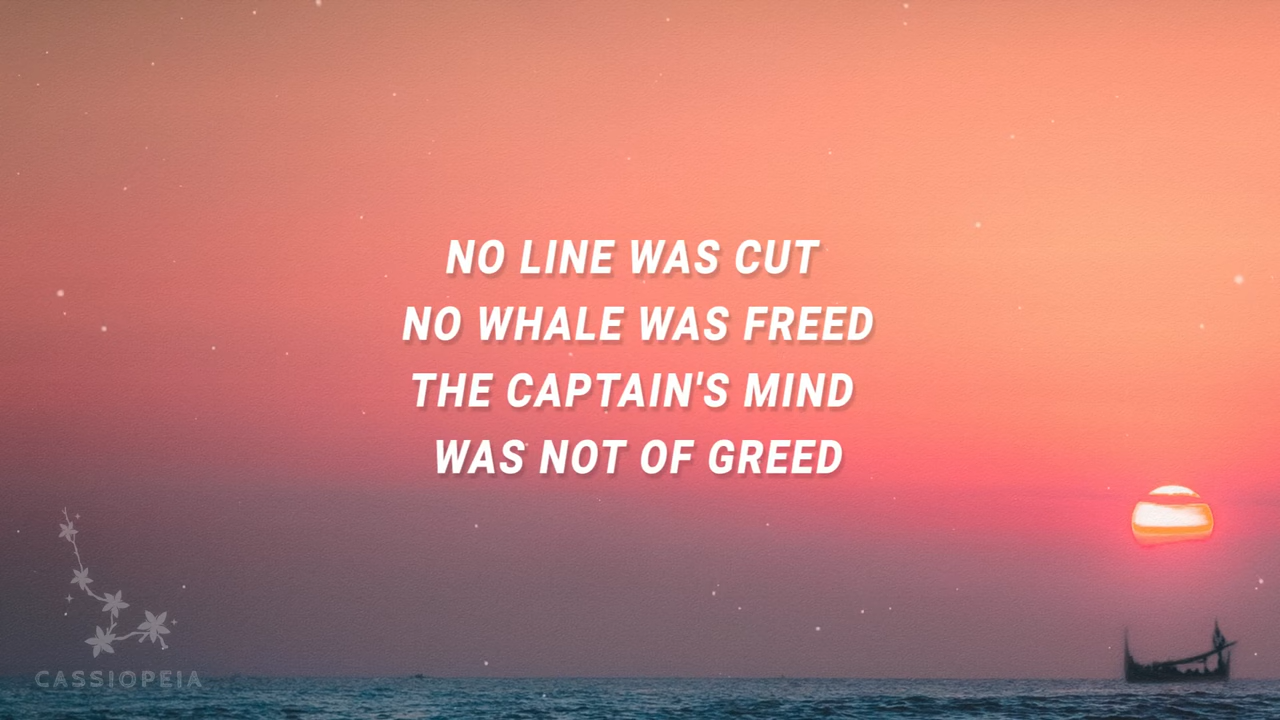 NO LINE WAS CUT
NO WHALE WAS FREED
THE CAPTAIN'S MIND
WAS NOT OF GREED
CASSIOPEIA